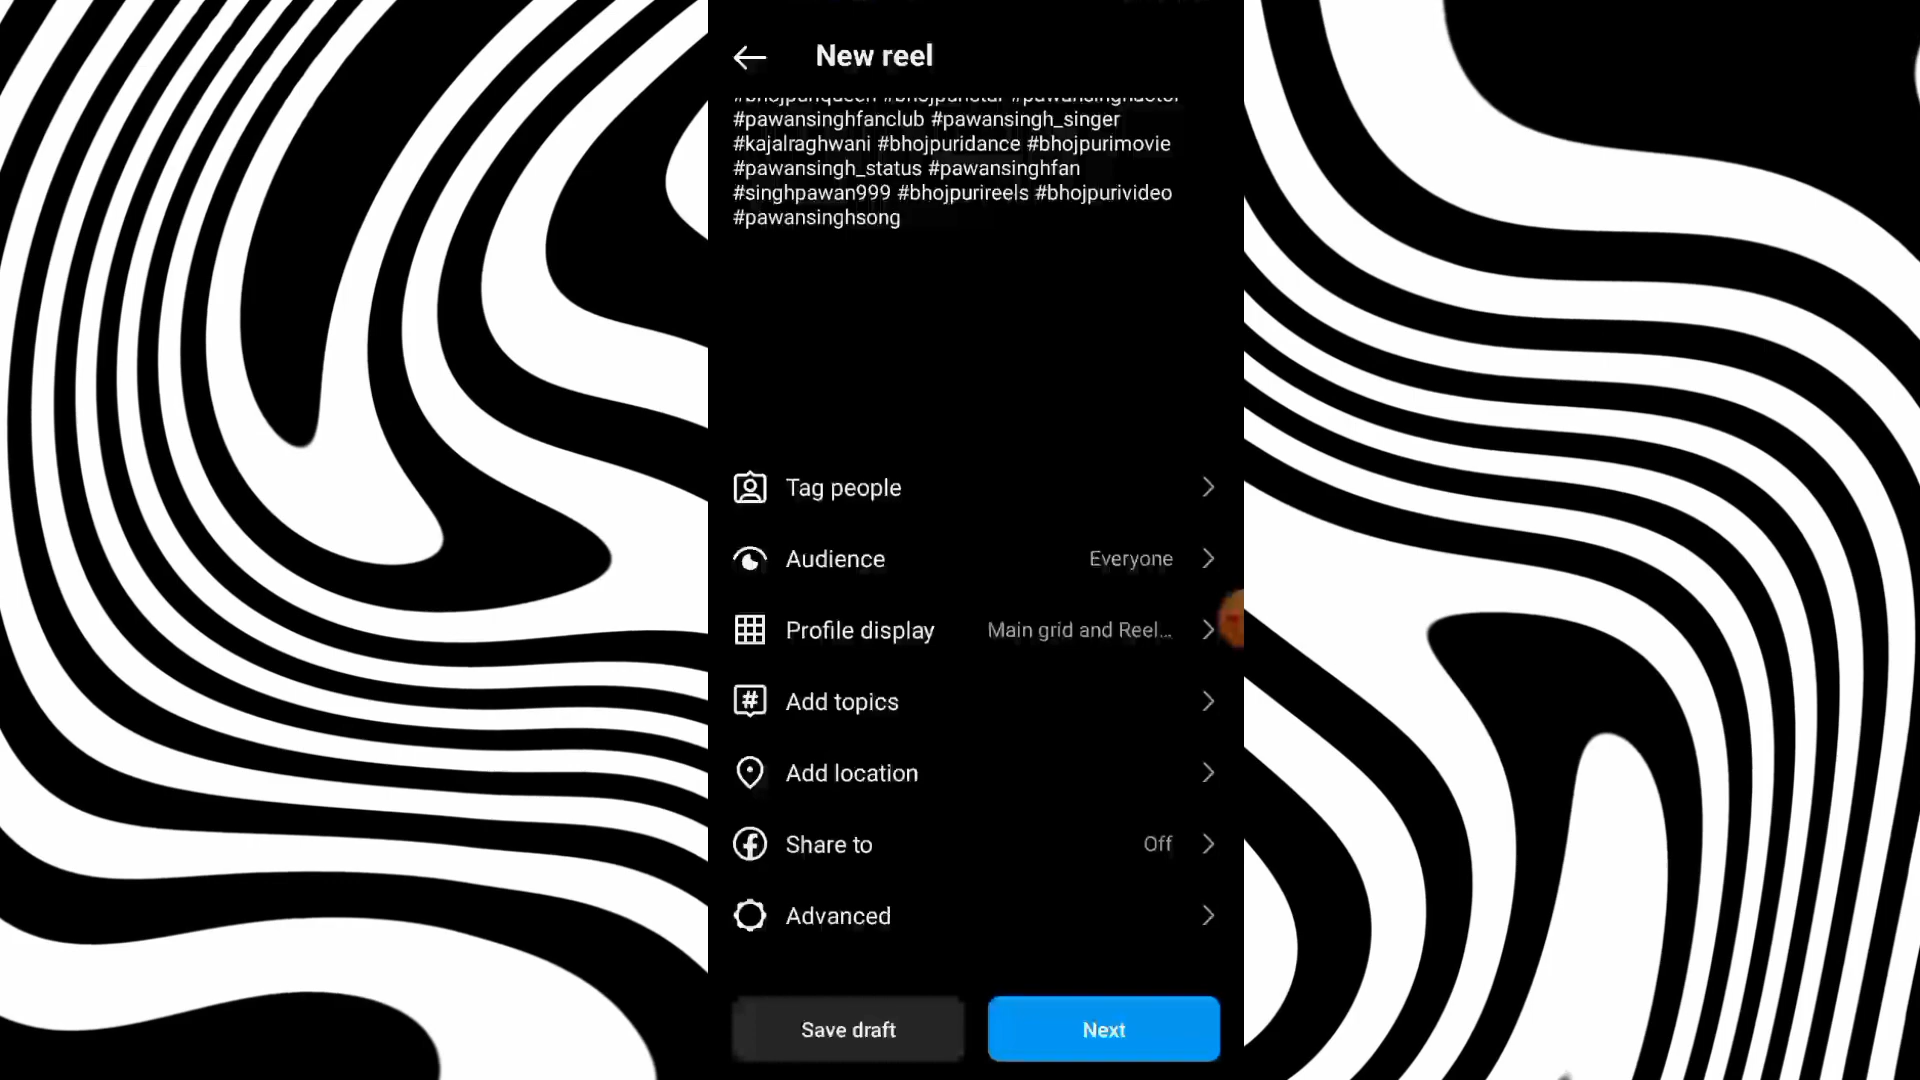 New reel
#pawansinghfanclub #pawansingh_singer
#kajalraghwani #bhojpuridance #bhojpurimovie
#pawansingh_status #pawansinghfan
#singhpawan999 #bhojpurireels #bhojpurivideo
#pawansinghsong
Tag people
Audience Everyone
Profile display Main grid and Reel...
Add topics
Add location
Share to Off
Advanced
Save draft Next